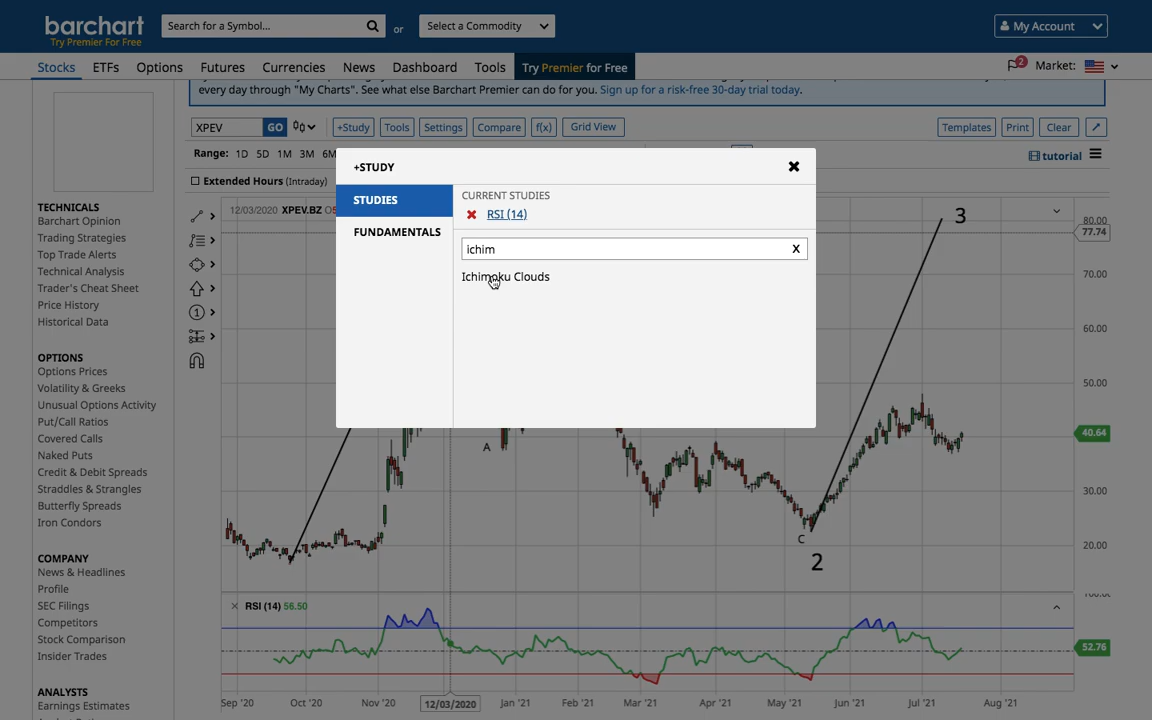 barchart
Try Premier For Free
Search for a Symbol...
or
Select a Commodity
My Account
Stocks
ETFs
Options
Futures
Currencies
News
Dashboard
Tools
Try Premier for Free
2
Market:
every day through "My Charts". See what else Barchart Premier can do for you. Sign up for a risk-free 30-day trial today.
XPEV
GO
+Study
Tools
Settings
Compare
f(x)
Grid View
Templates
Print
Clear
Range: 1D 5D 1M 3M 6M
tutorial
Extended Hours (Intraday)
12/03/2020 XPEV.BZ
+STUDY
STUDIES
FUNDAMENTALS
CURRENT STUDIES
RSI (14)
ichim
X
Ichimoku Clouds
TECHNICALS
Barchart Opinion
Trading Strategies
Top Trade Alerts
Technical Analysis
Trader's Cheat Sheet
Price History
Historical Data
OPTIONS
Options Prices
Volatility & Greeks
Unusual Options Activity
Put/Call Ratios
Covered Calls
Naked Puts
Credit & Debit Spreads
Straddles & Strangles
Butterfly Spreads
Iron Condors
COMPANY
News & Headlines
Profile
SEC Filings
Competitors
Stock Comparison
Insider Trades
ANALYSTS
Earnings Estimates
1
A
C
2
3
80.00
77.74
70.00
60.00
50.00
40.64
30.00
20.00
RSI (14) 56.50
52.76
Sep '20
Oct '20
Nov '20
12/03/2020
Jan '21
Feb '21
Mar '21
Apr '21
May '21
Jun '21
Jul '21
Aug '21